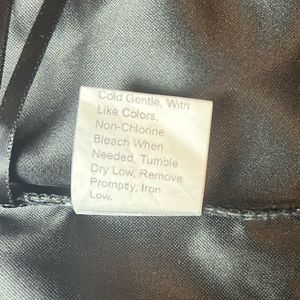 Cold Gentle, With
Like Colors,
Non-Chlorine
Bleach When
Needed, Tumble
Dry Low, Remove
Promptly, Iron
Low.